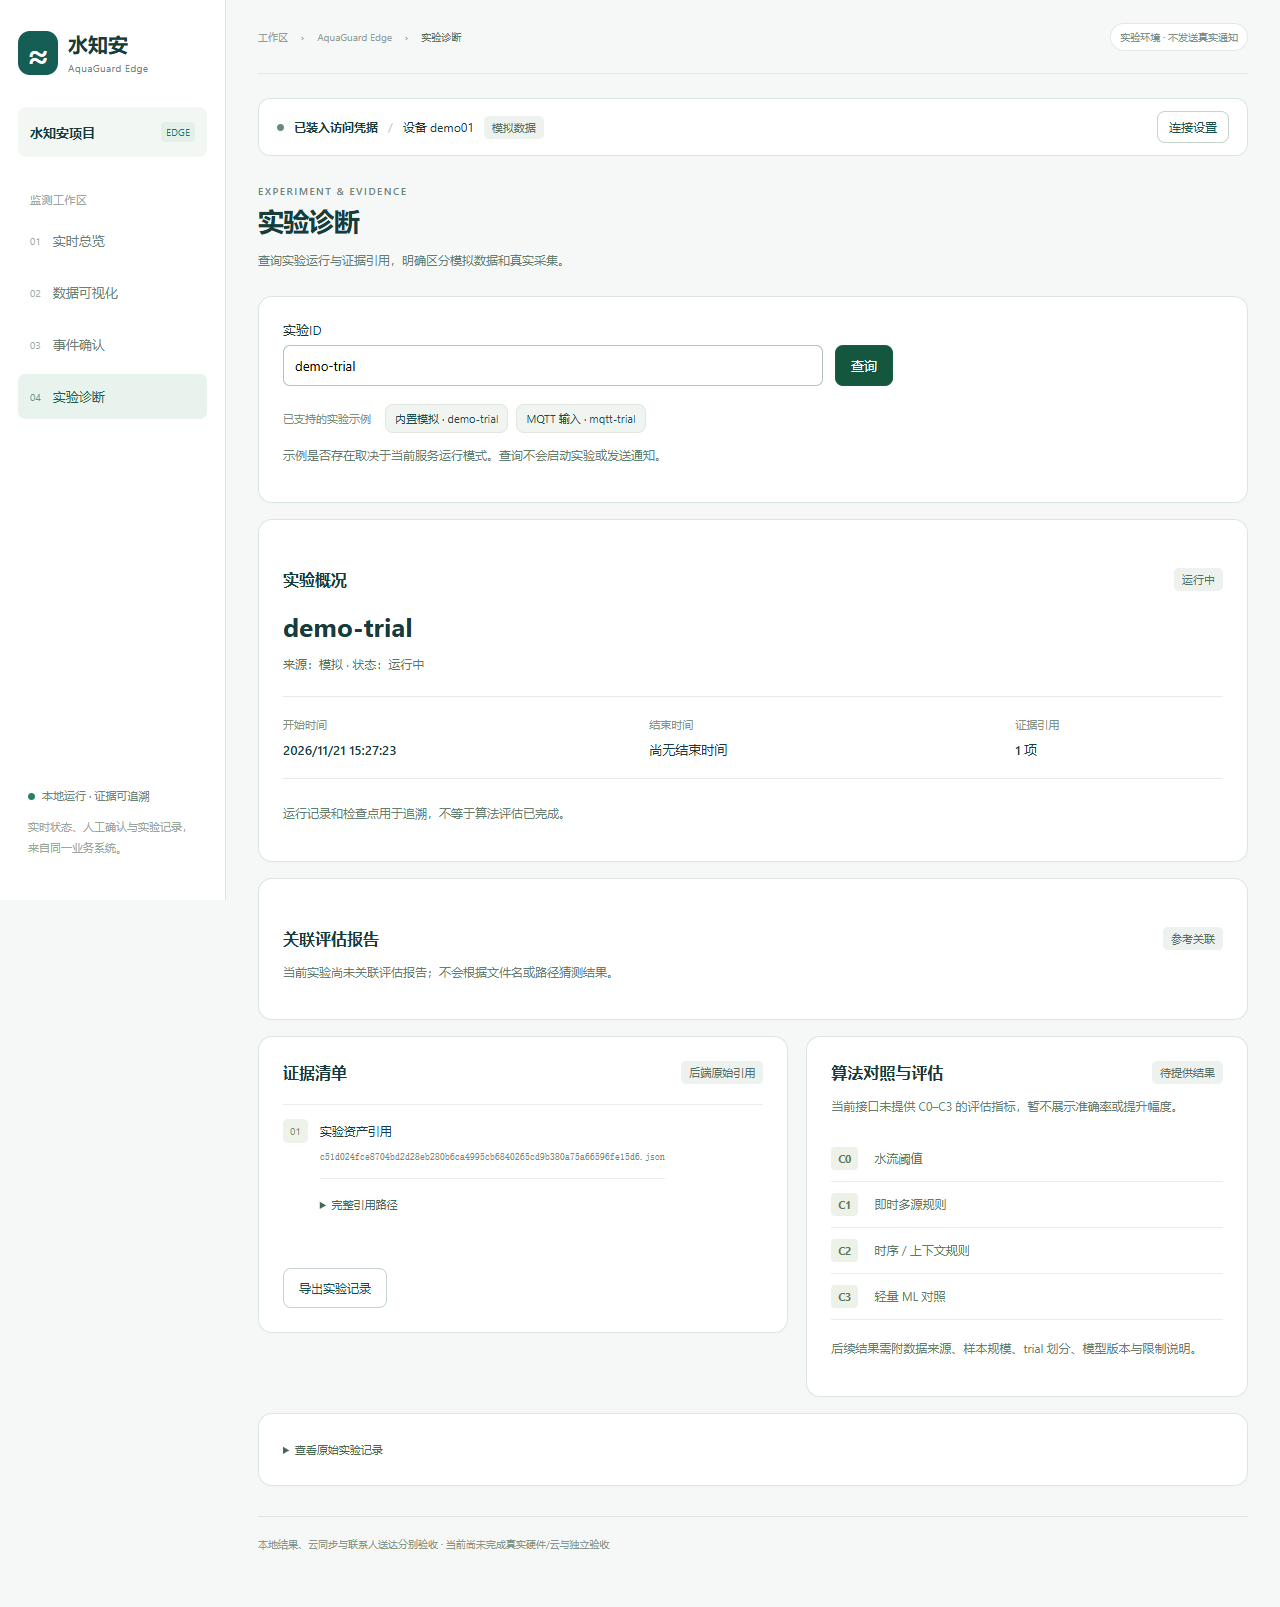 水知安
AquaGuard Edge
水知安项目
EDGE
监测工作区
01 实时总览
02 数据可视化
03 事件确认
04 实验诊断
本地运行 · 证据可追溯
实时状态、人工确认与实验记录，
来自同一业务系统。
工作区 › AquaGuard Edge › 实验诊断
实验环境 · 不发送真实通知
已装入访问凭据 / 设备 demo01 模拟数据
连接设置
EXPERIMENT & EVIDENCE
实验诊断
查询实验运行与证据引用，明确区分模拟数据和真实采集。
实验ID
demo-trial
查询
已支持的实验示例 内置模拟 · demo-trial MQTT 输入 · mqtt-trial
示例是否存在取决于当前服务运行模式。查询不会启动实验或发送通知。
实验概况
运行中
demo-trial
来源：模拟 · 状态：运行中
开始时间 结束时间 证据引用
2026/11/21 15:27:23 尚无结束时间 1 项
运行记录和检查点用于追溯，不等于算法评估已完成。
关联评估报告
参考关联
当前实验尚未关联评估报告；不会根据文件名或路径猜测结果。
证据清单
后端原始引用
01 实验资产引用
c51d024fce8704bd2d28eb280b6ca4995cb6840265cd9b380a75a66596fe15d6.json
完整引用路径
导出实验记录
算法对照与评估
待提供结果
当前接口未提供 C0–C3 的评估指标，暂不展示准确率或提升幅度。
C0 水流阈值
C1 即时多源规则
C2 时序 / 上下文规则
C3 轻量 ML 对照
后续结果需附数据来源、样本规模、trial 划分、模型版本与限制说明。
查看原始实验记录
本地结果、云同步与联系人送达分别验收 · 当前尚未完成真实硬件/云与独立验收